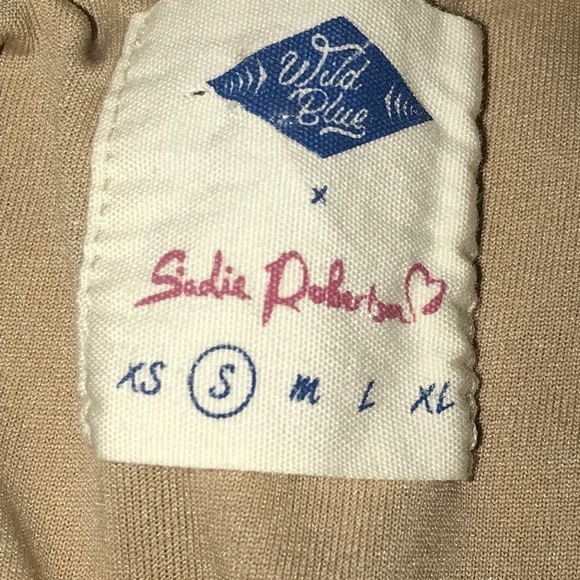 Wild
Blue
x
Sadie Robertson
XS S M L XL